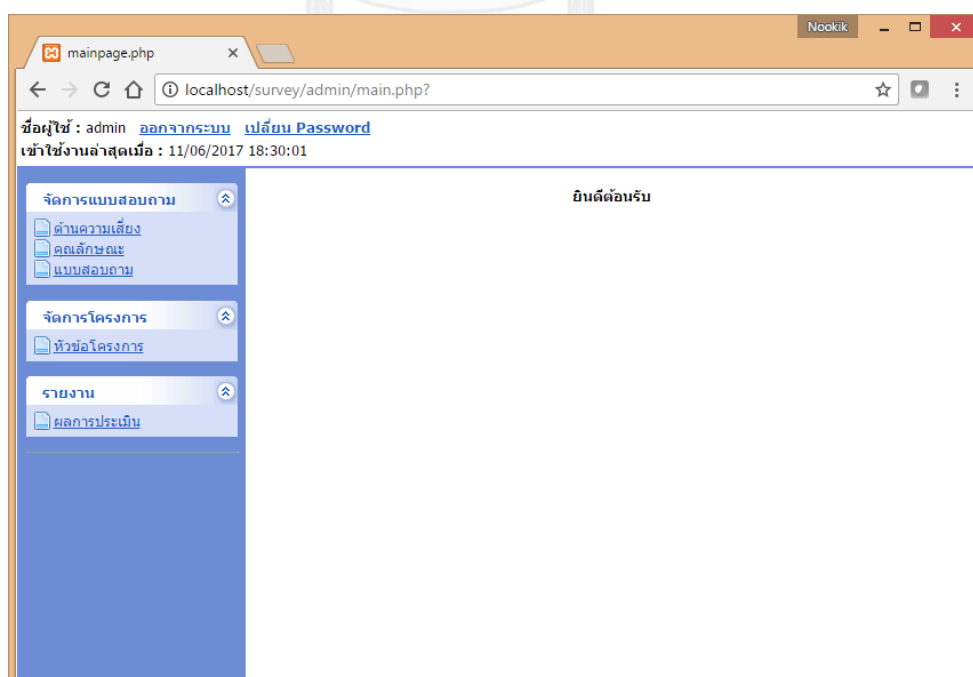 Nookik
mainpage.php
localhost/survey/admin/main.php?
ชื่อผู้ใช้ : admin ออกจากระบบ เปลี่ยน Password
เข้าใช้งานล่าสุดเมื่อ : 11/06/2017 18:30:01
จัดการแบบสอบถาม
ด้านความเสี่ยง
คุณลักษณะ
แบบสอบถาม
จัดการโครงการ
หัวข้อโครงการ
รายงาน
ผลการประเมิน
ยินดีต้อนรับ